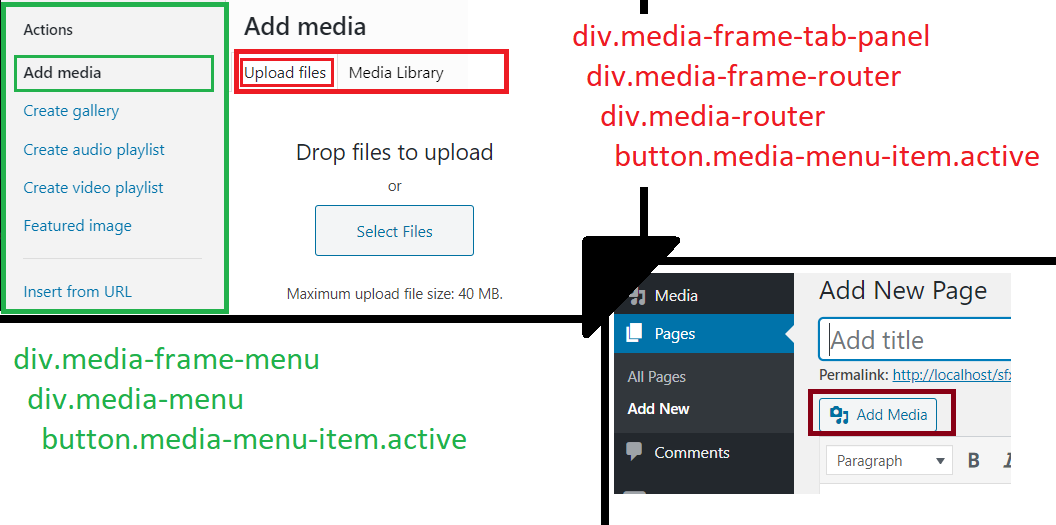 Actions
Add media
Create gallery
Create audio playlist
Create video playlist
Featured image
Insert from URL
Add media
Upload files
Media Library
Drop files to upload
or
Select Files
Maximum upload file size: 40 MB.
div.media-frame-tab-panel
div.media-frame-router
div.media-router
button.media-menu-item.active
div.media-frame-menu
div.media-menu
button.media-menu-item.active
Media
Pages
All Pages
Add New
Comments
Add New Page
Add title
Permalink: http://localhost/sfx
Add Media
Paragraph
B
I